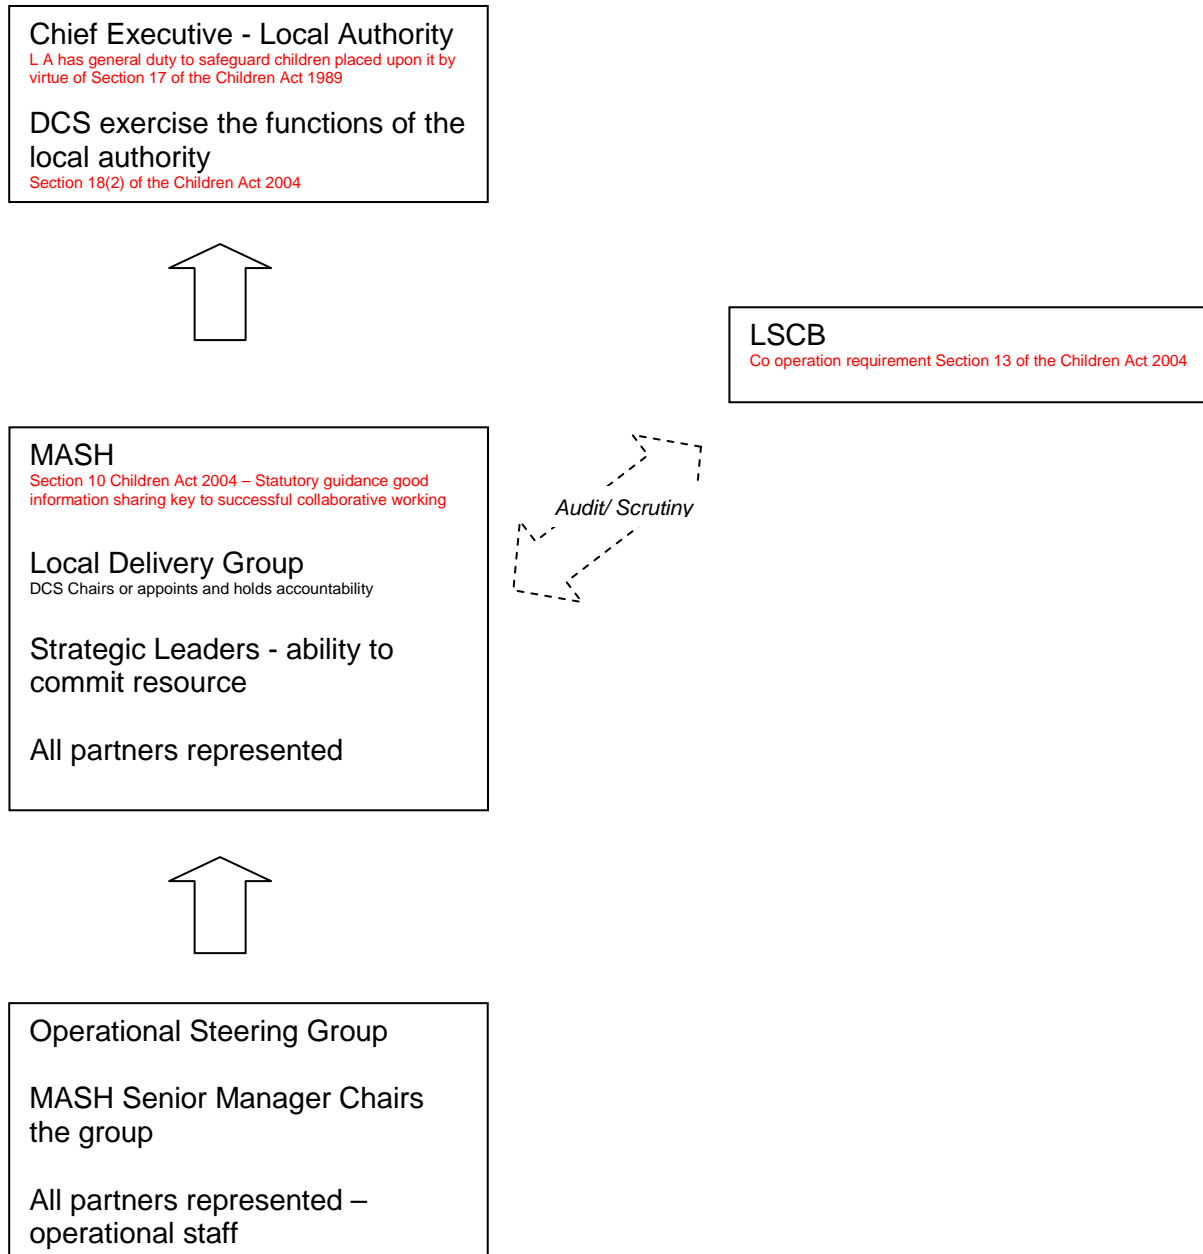 Chief Executive - Local Authority
L A has general duty to safeguard children placed upon it by
virtue of Section 17 of the Children Act 1989
DCS exercise the functions of the
local authority
Section 18(2) of the Children Act 2004
LSCB
Co operation requirement Section 13 of the Children Act 2004
MASH
Section 10 Children Act 2004 – Statutory guidance good
information sharing key to successful collaborative working
Local Delivery Group
DCS Chairs or appoints and holds accountability
Strategic Leaders - ability to
commit resource
All partners represented
Audit/ Scrutiny
Operational Steering Group
MASH Senior Manager Chairs
the group
All partners represented –
operational staff